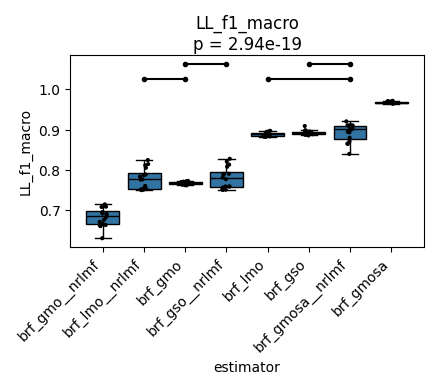 LL_f1_macro
p = 2.94e-19
LL_f1_macro
1.0
0.9
0.8
0.7
brf_gmo__nrlmf
brf_lmo__nrlmf
brf_gmo
brf_gso__nrlmf
brf_lmo
brf_gso
brf_gmosa__nrlmf
brf_gmosa
estimator